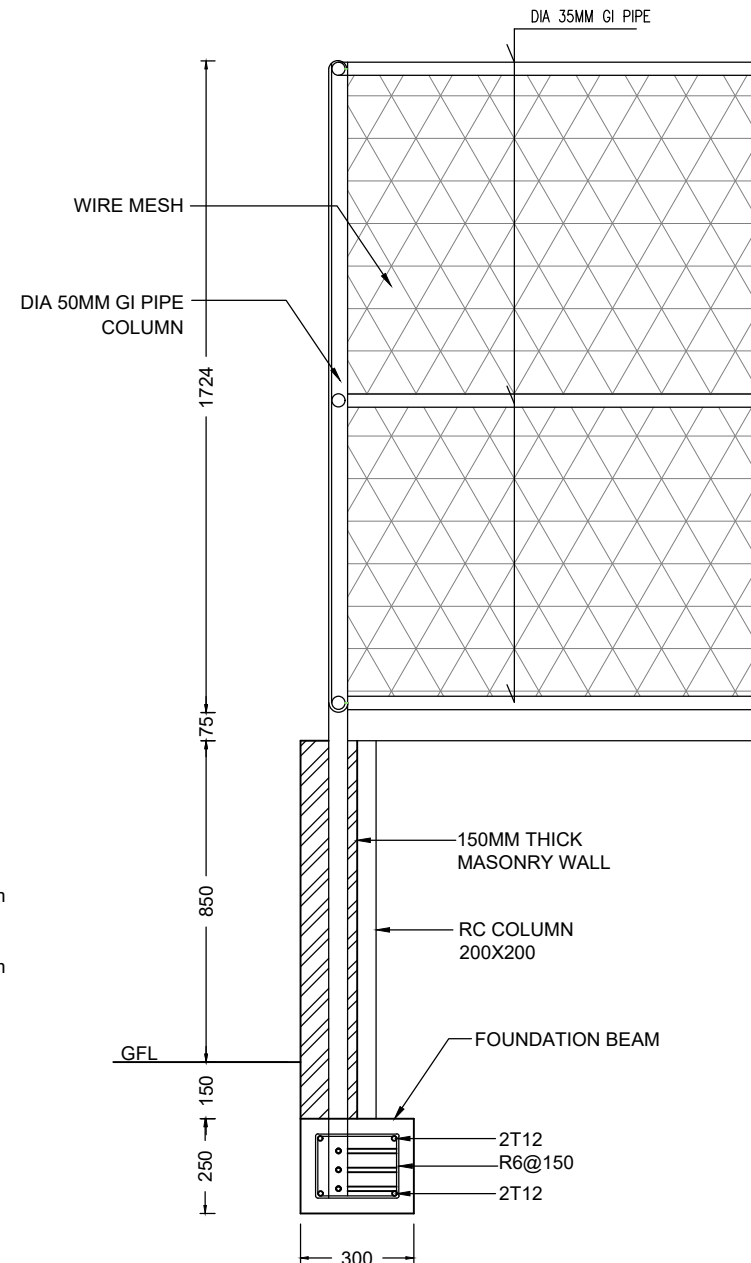 DIA 35MM GI PIPE
WIRE MESH
DIA 50MM GI PIPE
COLUMN
1724
75
150MM THICK
MASONRY WALL
850
RC COLUMN
200X200
GFL
FOUNDATION BEAM
150
2T12
R6@150
250
2T12
300